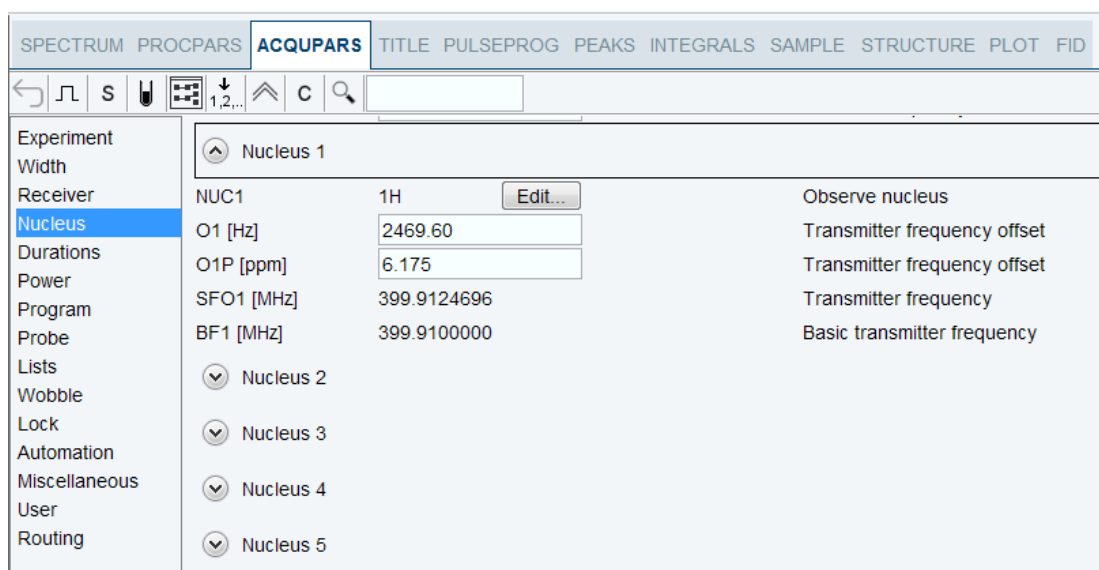 SPECTRUM PROCPARS ACQUPARS TITLE PULSEPROG PEAKS INTEGRALS SAMPLE STRUCTURE PLOT FID
S 1,2,.. C
Experiment
Width
Receiver
Nucleus
Durations
Power
Program
Probe
Lists
Wobble
Lock
Automation
Miscellaneous
User
Routing
Nucleus 1
NUC1 1H Edit... Observe nucleus
O1 [Hz] 2469.60 Transmitter frequency offset
O1P [ppm] 6.175 Transmitter frequency offset
SFO1 [MHz] 399.9124696 Transmitter frequency
BF1 [MHz] 399.9100000 Basic transmitter frequency
Nucleus 2
Nucleus 3
Nucleus 4
Nucleus 5